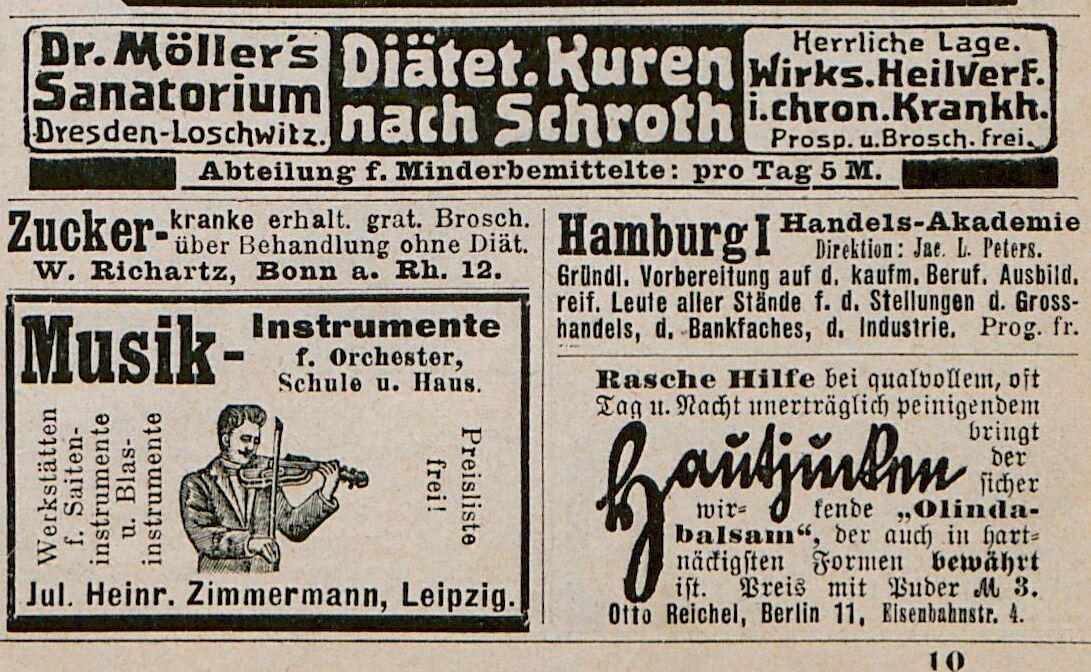 Dr. Möller's
Sanatorium
Dresden-Loschwitz.
Diätet. Kuren
nach Schroth
Herrliche Lage.
Wirks. Heilverf.
i. chron. Krankh.
Prosp. u. Brosch. frei.
Abteilung f. Minderbemittelte: pro Tag 5 M.
Zucker-kranke erhalt. grat. Brosch.
über Behandlung ohne Diät.
W. Richartz, Bonn a. Rh. 12.
Musik-Instrumente
f. Orchester,
Schule u. Haus.
Werkstätten
f. Saiten-
instrumente
u. Blas-
instrumente
Preisliste
frei!
Jul. Heinr. Zimmermann, Leipzig.
Hamburg I Handels-Akademie
Direktion: Jac. L. Peters.
Gründl. Vorbereitung auf d. kaufm. Beruf. Ausbild.
reif. Leute aller Stände f. d. Stellungen d. Gross-
handels, d. Bankfaches, d. Industrie. Prog. fr.
Rasche Hilfe bei qualvollem, oft
Tag u. Nacht unerträglich peinigendem
Hautjucken
bringt
der
sicher
wir-kende „Olinda-
balsam“, der auch in hart-
näckigsten Formen bewährt
ist. Preis mit Puder M 3.
Otto Reichel, Berlin 11, Eisenbahnstr. 4.
10